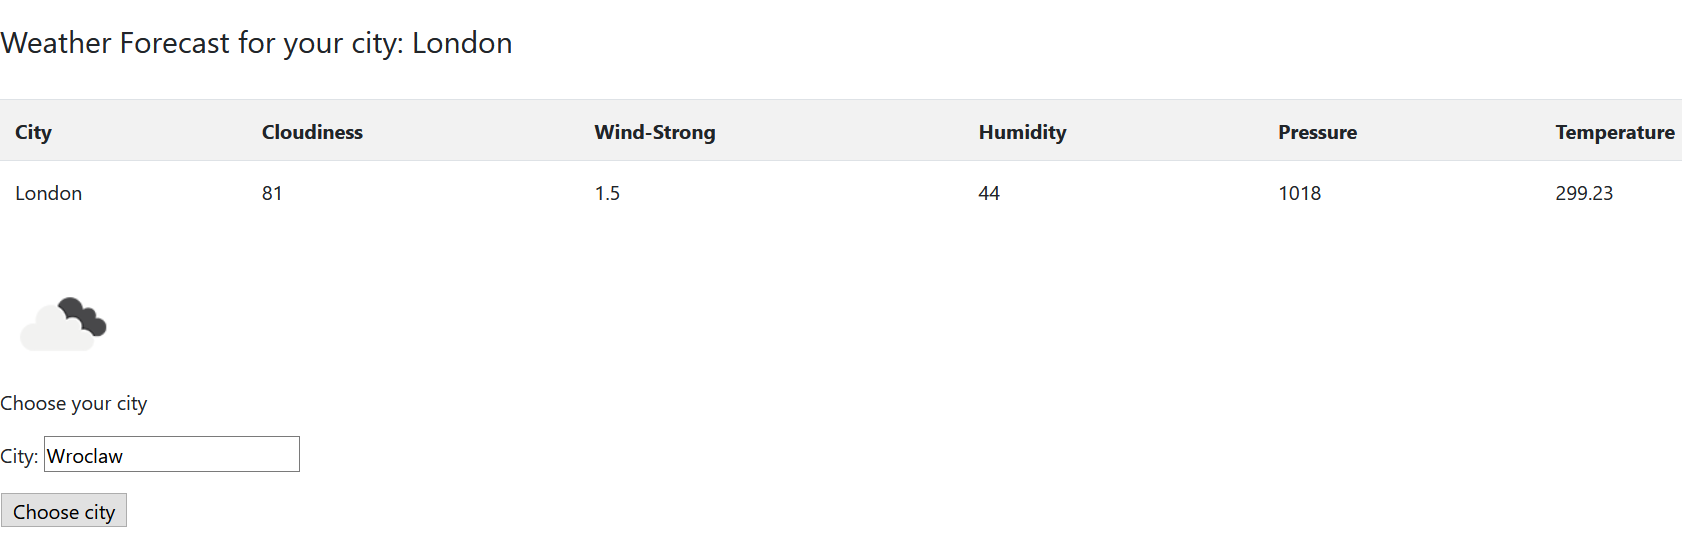 Weather Forecast for your city: London
City Cloudiness Wind-Strong Humidity Pressure Temperature
London 81 1.5 44 1018 299.23
Choose your city
City: Wroclaw
Choose city